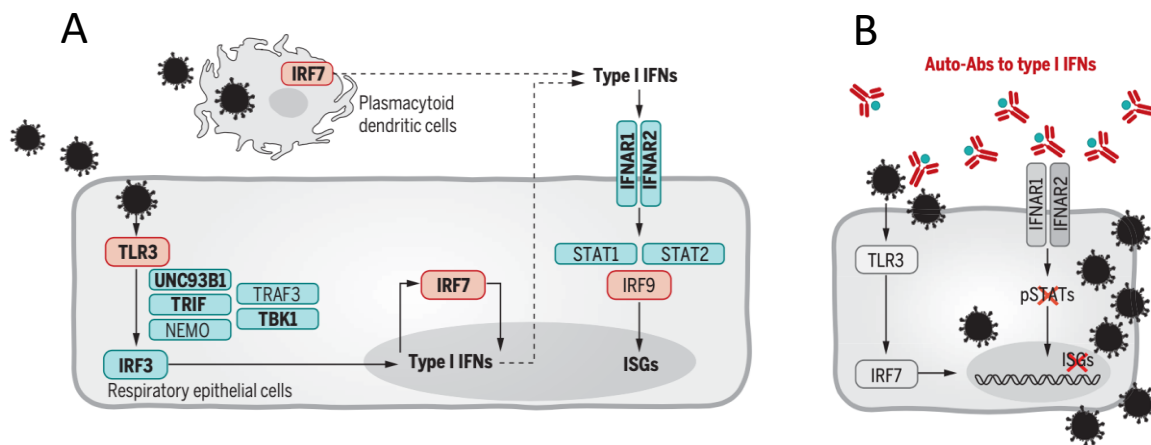 A
IRF7
Plasmacytoid
dendritic cells
Type I IFNs
IFNAR1
IFNAR2
TLR3
UNC93B1
TRIF
NEMO
TRAF3
TBK1
IRF3
Respiratory epithelial cells
IRF7
Type I IFNs
STAT1
STAT2
IRF9
ISGs
B
Auto-Abs to type I IFNs
IFNAR1
IFNAR2
TLR3
pSTATs
IRF7
ISGs